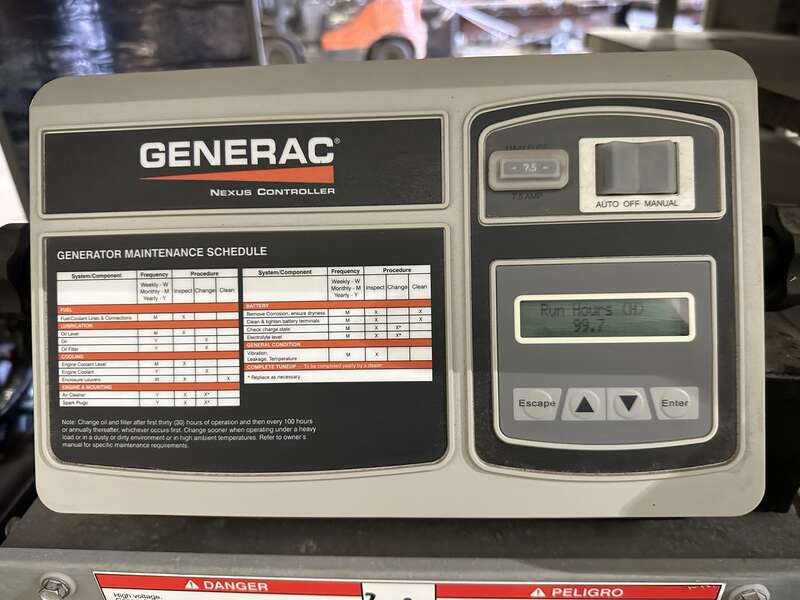 GENERAC®
NEXUS CONTROLLER
7.5
7.5 AMP
AUTO OFF MANUAL
GENERATOR MAINTENANCE SCHEDULE
System/Component Frequency Procedure
Weekly - W
Monthly - M
Yearly - Y
Inspect Change Clean
FUEL
Fuel/Coolant Lines & Connections M X
LUBRICATION
Oil Level M X
Oil Y X
Oil Filter Y X
COOLING
Engine Coolant Level M X
Engine Coolant Y X
Enclosure Louvers W X X
ENGINE & MOUNTING
Air Cleaner Y X X*
Spark Plugs Y X X*
System/Component Frequency Procedure
Weekly - W
Monthly - M
Yearly - Y
Inspect Change Clean
BATTERY
Remove Corrosion, ensure dryness M X X
Clean & tighten battery terminals M X X
Check charge state M X X*
Electrolyte level M X X*
GENERAL CONDITION
Vibration,
Leakage, Temperature M X
COMPLETE TUNEUP - To be completed yearly by a dealer
* Replace as necessary
Note: Change oil and filter after first thirty (30) hours of operation and then every 100 hours
or annually thereafter, whichever occurs first. Change sooner when operating under a heavy
load or in a dusty or dirty environment or in high ambient temperatures. Refer to owner's
manual for specific maintenance requirements.
Run Hours (H)
99.7
Escape
Enter
DANGER
High voltage.
PELIGRO